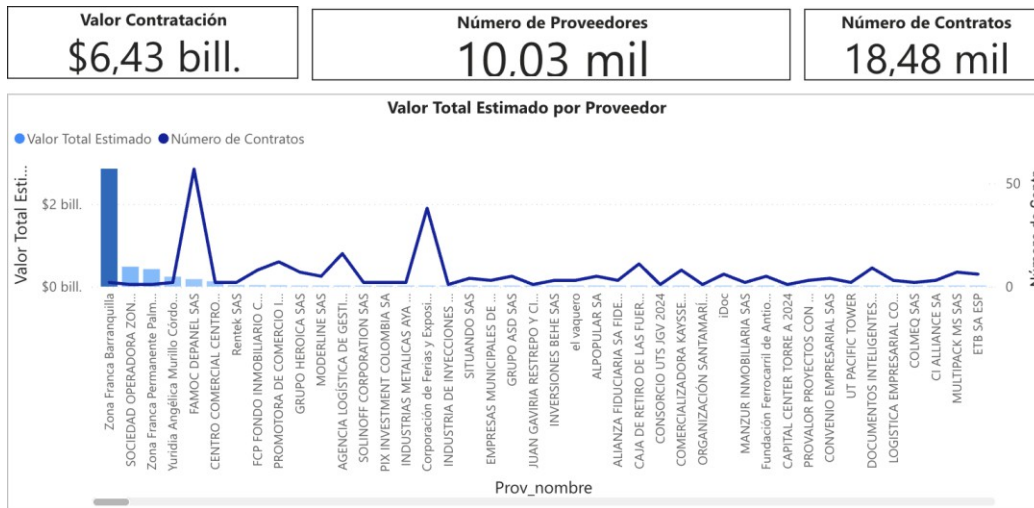 Valor Contratación
$6,43 bill.
Número de Proveedores
10,03 mil
Número de Contratos
18,48 mil
Valor Total Estimado por Proveedor
Valor Total Estimado
Número de Contratos
Valor Total Esti...
$2 bill.
$0 bill.
50
0
Zona Franca Barranquilla
SOCIEDAD OPERADORA ZON...
Zona Franca Permanente Palm...
Yuridia Angélica Murillo Córdo...
FAMOC DEPANEL SAS
CENTRO COMERCIAL CENTRO...
Rentek SAS
FCP FONDO INMOBILIARIO C...
PROMOTORA DE COMERCIO I...
GRUPO HEROICA SAS
MODERLINE SAS
AGENCIA LOGÍSTICA DE GESTI...
SOLINOFF CORPORATION SAS
PIX INVESTMENT COLOMBIA SA
INDUSTRIAS METALICAS AYA ...
Corporación de Ferias y Exposi...
INDUSTRIA DE INYECCIONES ...
SITUANDO SAS
EMPRESAS MUNICIPALES DE ...
GRUPO ASD SAS
JUAN GAVIRIA RESTREPO Y CI...
INVERSIONES BEHE SAS
el vaquero
ALPOPULAR SA
ALIANZA FIDUCIARIA SA FIDE...
CAJA DE RETIRO DE LAS FUER...
CONSORCIO UTS JGV 2024
COMERCIALIZADORA KAYSSE...
ORGANIZACIÓN SANTAMARÍ...
iDoc
MANZUR INMOBILIARIA SAS
Fundación Ferrocarril de Antio...
CAPITAL CENTER TORRE A 2024
PROVALOR PROYECTOS CON ...
CONVENIO EMPRESARIAL SAS
UT PACIFIC TOWER
DOCUMENTOS INTELIGENTES...
LOGISTICA EMPRESARIAL CO...
COLMEQ SAS
CI ALLIANCE SA
MULTIPACK MS SAS
ETB SA ESP
Prov_nombre